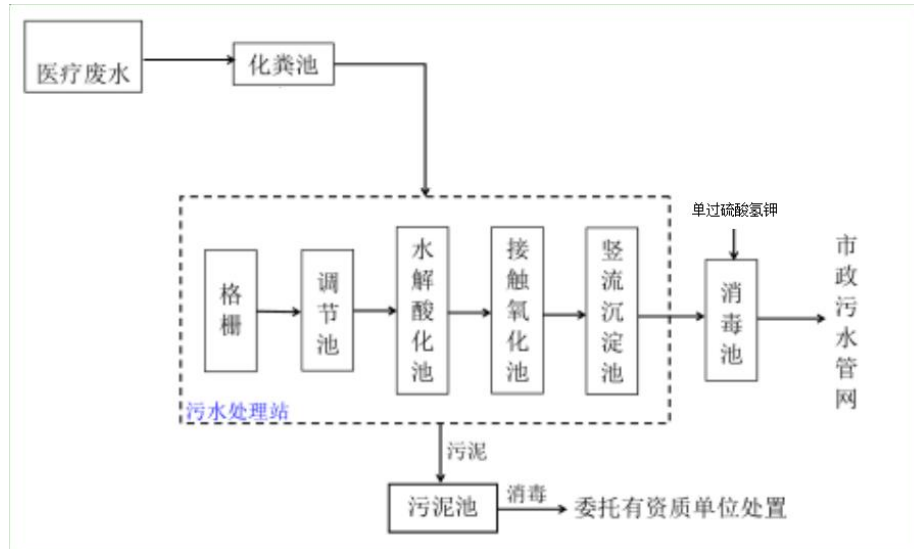 医疗废水
化粪池
单过硫酸氢钾
格栅
调节池
水解酸化池
接触氧化池
竖流沉淀池
消毒池
市政污水管网
污水处理站
污泥
污泥池
消毒
委托有资质单位处置